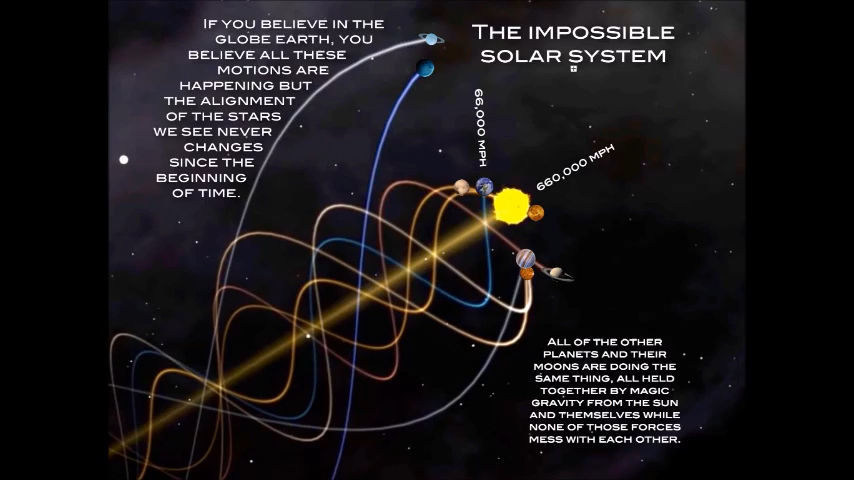 IF YOU BELIEVE IN THE
GLOBE EARTH, YOU
BELIEVE ALL THESE
MOTIONS ARE
HAPPENING BUT
THE ALIGNMENT
OF THE STARS
WE SEE NEVER
CHANGES
SINCE THE
BEGINNING
OF TIME.
THE IMPOSSIBLE
SOLAR SYSTEM
66,000 MPH
660,000 MPH
ALL OF THE OTHER
PLANETS AND THEIR
MOONS ARE DOING THE
SAME THING, ALL HELD
TOGETHER BY MAGIC
GRAVITY FROM THE SUN
AND THEMSELVES WHILE
NONE OF THOSE FORCES
MESS WITH EACH OTHER.